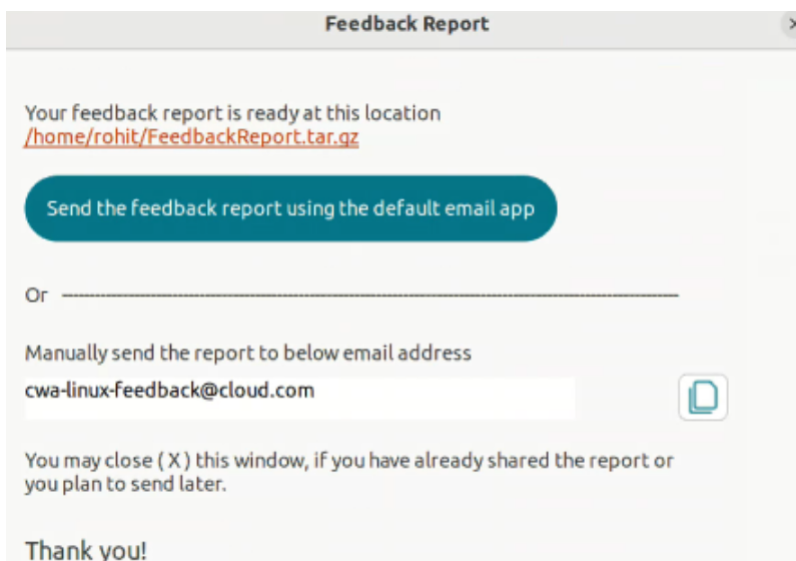 Feedback Report
Your feedback report is ready at this location
/home/rohit/FeedbackReport.tar.gz
Send the feedback report using the default email app
Or
Manually send the report to below email address
cwa-linux-feedback@cloud.com
You may close ( X ) this window, if you have already shared the report or
you plan to send later.
Thank you!